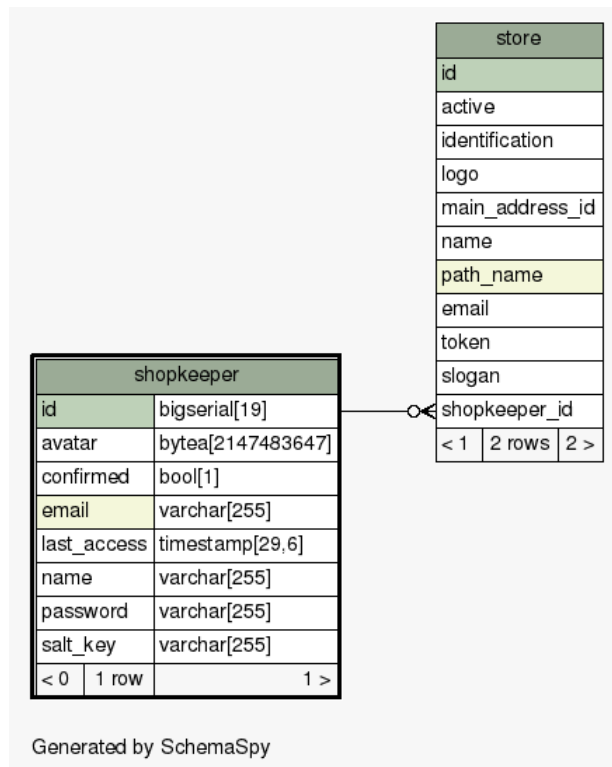 store
id
active
identification
logo
main_address_id
name
path_name
email
token
slogan
shopkeeper_id
< 1 2 rows 2 >
shopkeeper
id bigserial[19]
avatar bytea[2147483647]
confirmed bool[1]
email varchar[255]
last_access timestamp[29,6]
name varchar[255]
password varchar[255]
salt_key varchar[255]
< 0 1 row 1 >
Generated by SchemaSpy